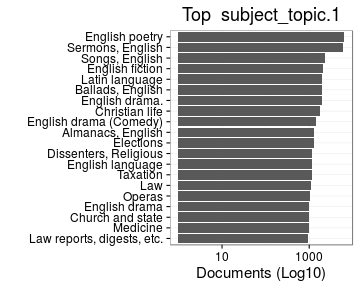 Top subject_topic.1
English poetry
Sermons, English
Songs, English
English fiction
Latin language
Ballads, English
English drama.
Christian life
English drama (Comedy)
Almanacs, English
Elections
Dissenters, Religious
English language
Taxation
Law
Operas
English drama
Church and state
Medicine
Law reports, digests, etc.
10 1000
Documents (Log10)